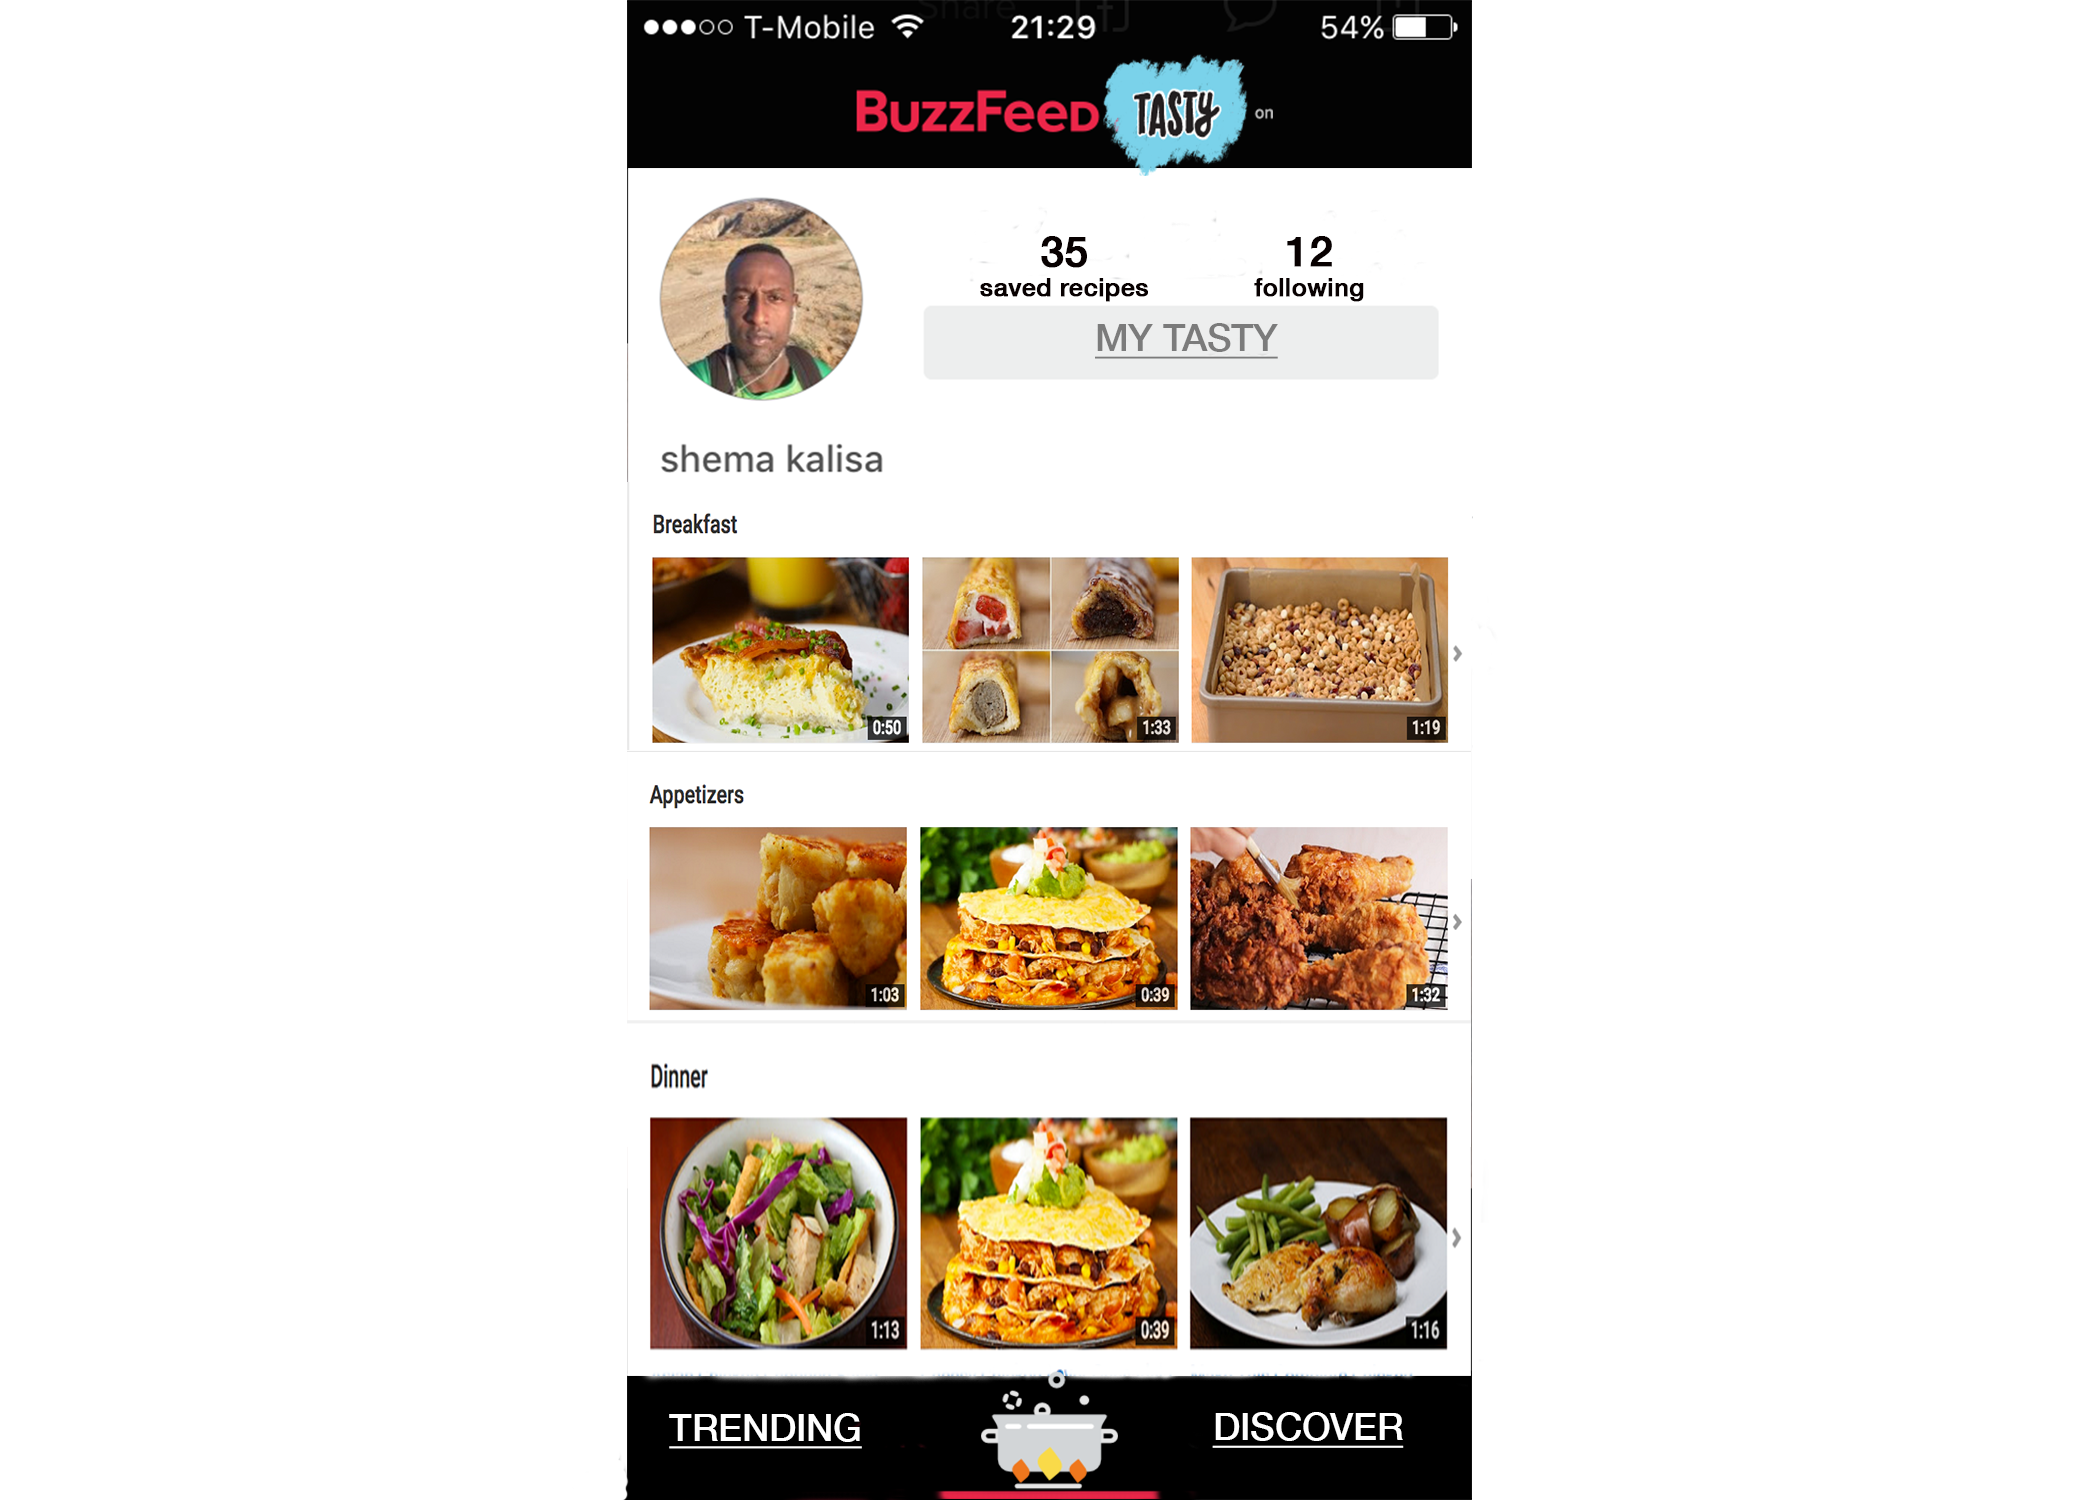 T-Mobile 21:29 54%
BUZZFEED TASTY on
35 12
saved recipes following
MY TASTY
shema kalisa
Breakfast
0:50 1:33 1:19
Appetizers
1:03 0:39 1:32
Dinner
1:13 0:39 1:16
TRENDING DISCOVER